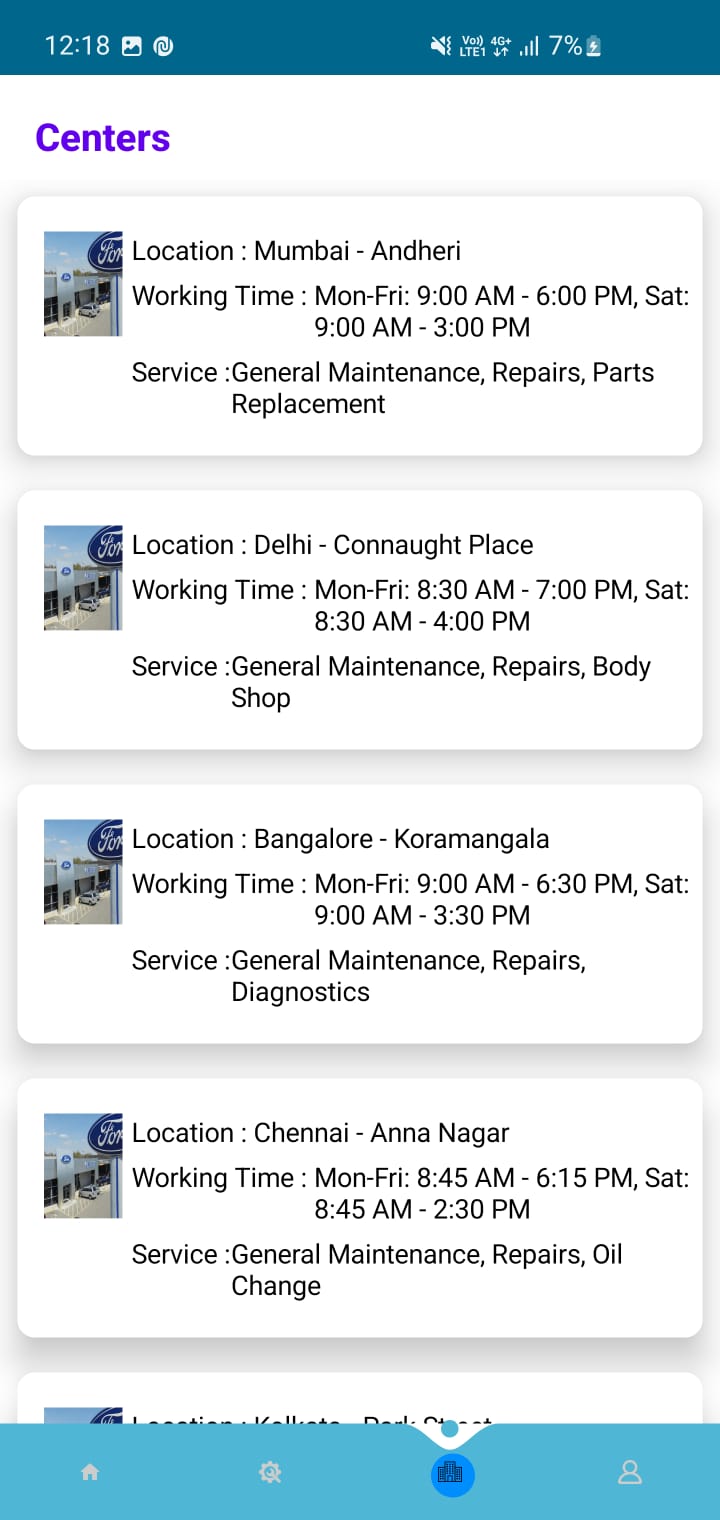 12:18 Vo)) LTE1 4G+ 7%
Centers
Location : Mumbai - Andheri
Working Time : Mon-Fri: 9:00 AM - 6:00 PM, Sat:
9:00 AM - 3:00 PM
Service :General Maintenance, Repairs, Parts
Replacement
Location : Delhi - Connaught Place
Working Time : Mon-Fri: 8:30 AM - 7:00 PM, Sat:
8:30 AM - 4:00 PM
Service :General Maintenance, Repairs, Body
Shop
Location : Bangalore - Koramangala
Working Time : Mon-Fri: 9:00 AM - 6:30 PM, Sat:
9:00 AM - 3:30 PM
Service :General Maintenance, Repairs,
Diagnostics
Location : Chennai - Anna Nagar
Working Time : Mon-Fri: 8:45 AM - 6:15 PM, Sat:
8:45 AM - 2:30 PM
Service :General Maintenance, Repairs, Oil
Change
Location : Kolkata - Park Street